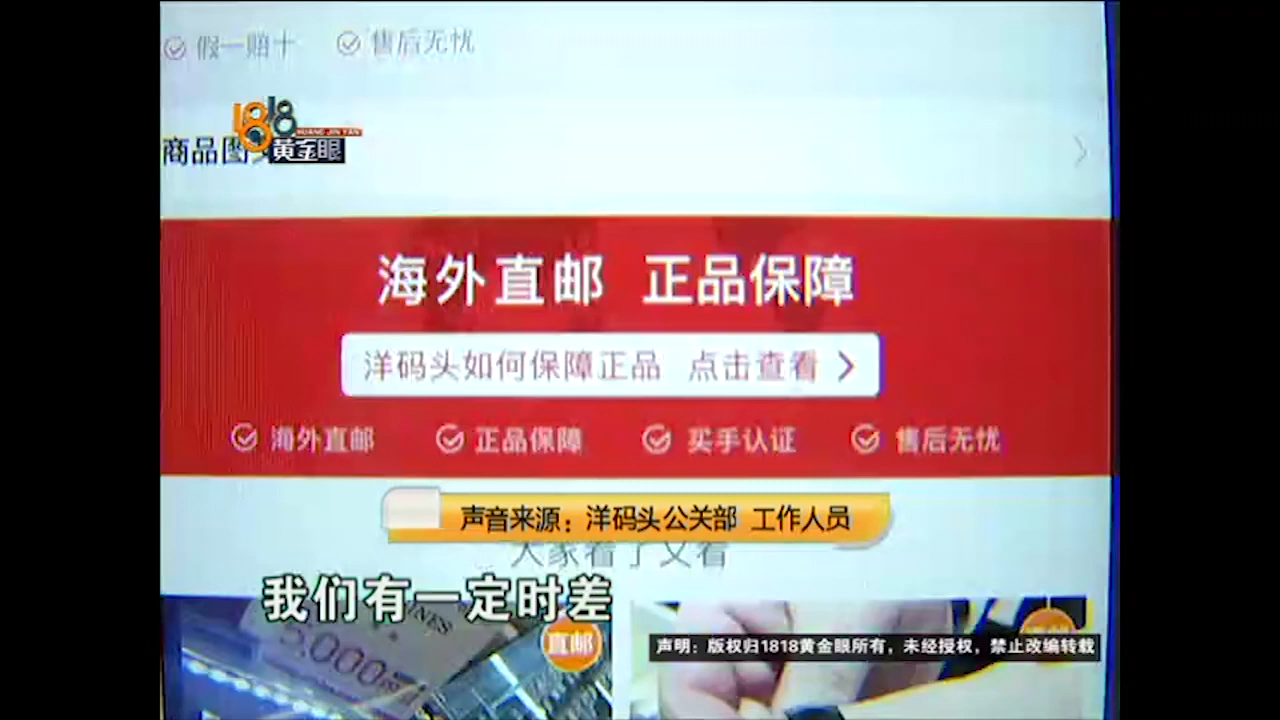 假一赔十 售后无忧
1818
HUANG JIN YAN
黄金眼
商品图文
海外直邮 正品保障
洋码头如何保障正品 点击查看
海外直邮 正品保障 买手认证 售后无忧
声音来源：洋码头公关部 工作人员
大家看了又看
我们有一定时差
直邮
声明：版权归1818黄金眼所有，未经授权，禁止改编转载